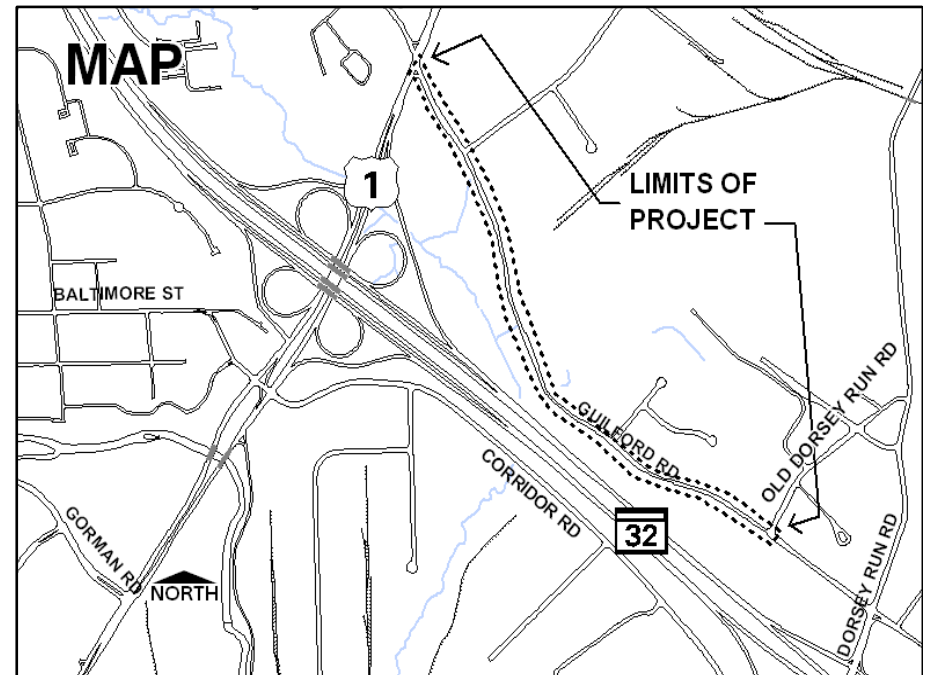 MAP
1
LIMITS OF
PROJECT
BALTIMORE ST
GUILFORD RD
OLD DORSEY RUN RD
CORRIDOR RD
32
GORMAN RD
NORTH
DORSEY RUN RD